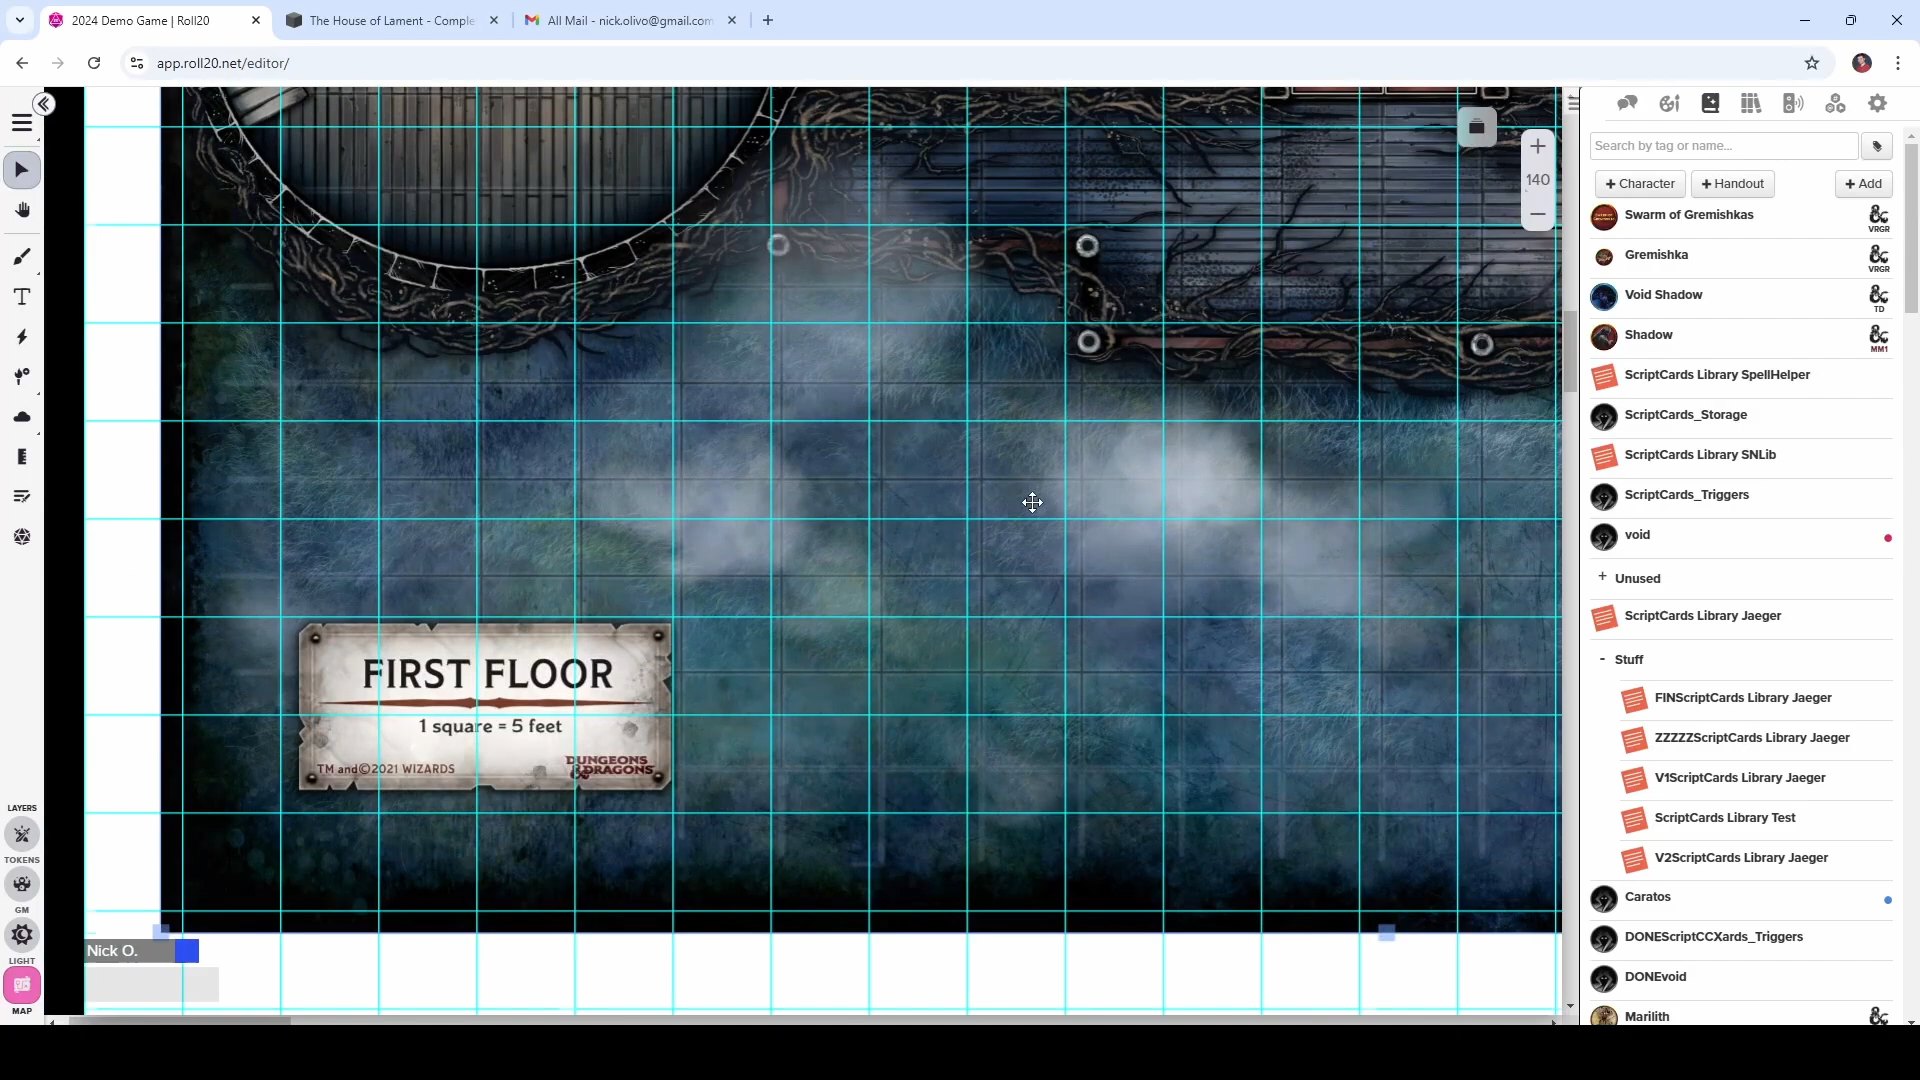 2024 Demo Game | Roll20
The House of Lament - Comple
All Mail - nick.olivo@gmail.com
app.roll20.net/editor/
140
Search by tag or name...
+ Character
+ Handout
+ Add
Swarm of Gremishkas
VRGR
Gremishka
VRGR
Void Shadow
TD
Shadow
MM1
ScriptCards Library SpellHelper
ScriptCards_Storage
ScriptCards Library SNLib
ScriptCards_Triggers
void
+ Unused
ScriptCards Library Jaeger
- Stuff
FINScriptCards Library Jaeger
ZZZZZScriptCards Library Jaeger
V1ScriptCards Library Jaeger
ScriptCards Library Test
V2ScriptCards Library Jaeger
Caratos
DONEScriptCCXards_Triggers
DONEvoid
Marilith
FIRST FLOOR
1 square = 5 feet
TM and©2021 WIZARDS
DUNGEONS & DRAGONS
Nick O.
LAYERS
TOKENS
GM
LIGHT
MAP